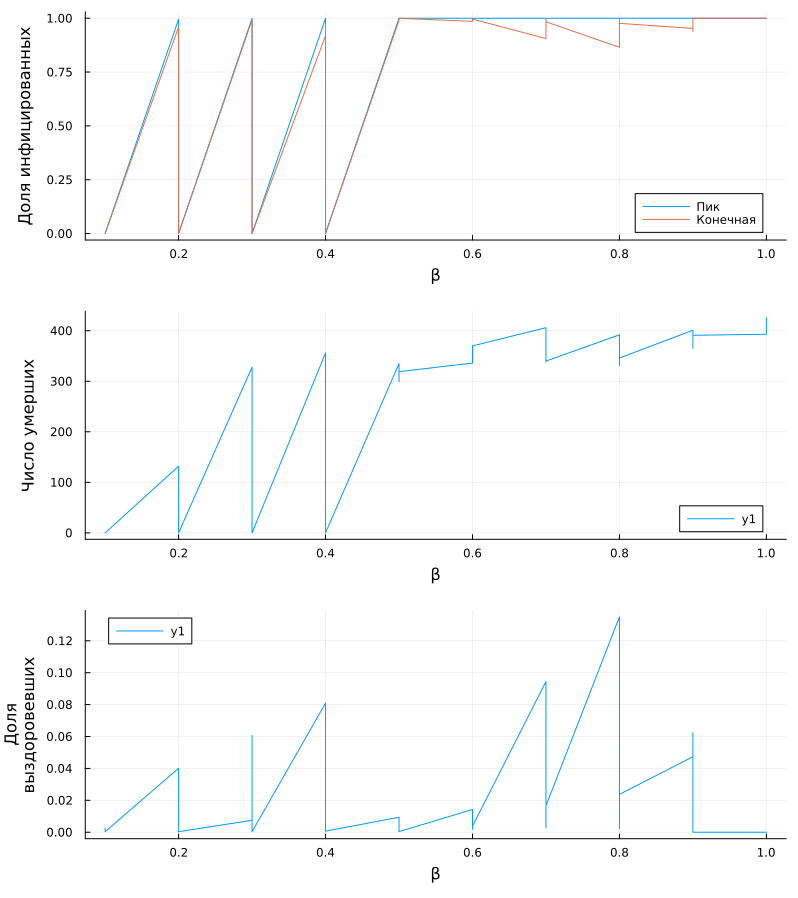 Доля инфицированных
1.00
0.75
0.50
0.25
0.00
Пик
Конечная
0.2 0.4 0.6 0.8 1.0
β
Число умерших
400
300
200
100
0
y1
0.2 0.4 0.6 0.8 1.0
β
Доля
выздоровевших
y1
0.12
0.10
0.08
0.06
0.04
0.02
0.00
0.2 0.4 0.6 0.8 1.0
β